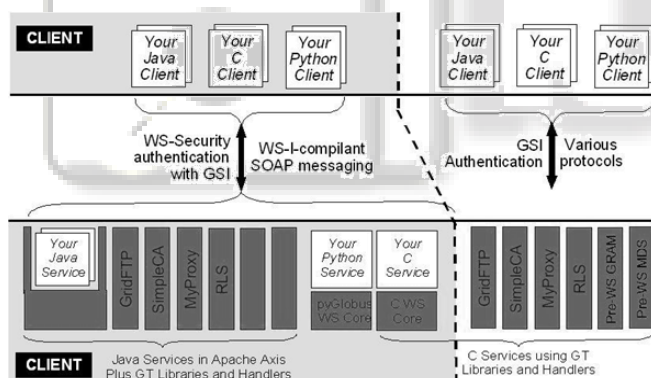 CLIENT
Your
Java
Client
Your
C
Client
Your
Python
Client
Your
Java
Client
Your
C
Client
Your
Python
Client
WS-Security
authentication
with GSI
WS-I-compliant
SOAP messaging
GSI
Authentication
Various
protocols
Your
Java
Service
GridFTP
SimpleCA
MyProxy
RLS
Your
Python
Service
Your
C
Service
pyGlobus
WS Core
C WS
Core
GridFTP
SimpleCA
MyProxy
RLS
Pre-WS GRAM
Pre-WS MDS
CLIENT
Java Services in Apache Axis
Plus GT Libraries and Handlers
C Services using GT
Libraries and Handlers